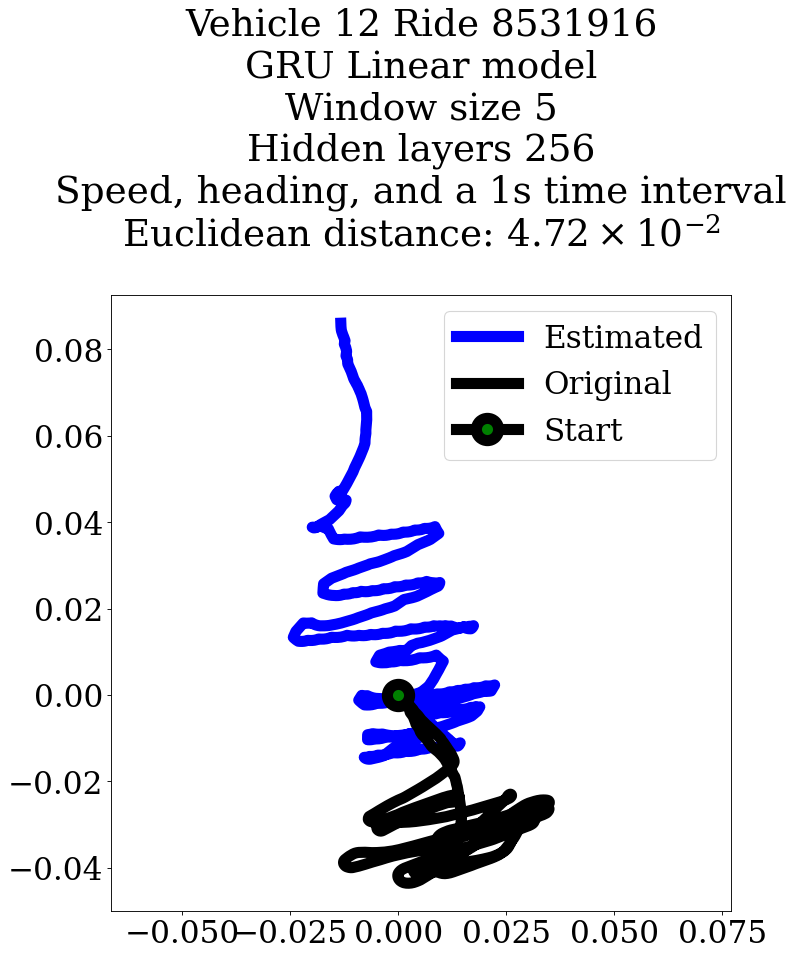 Vehicle 12 Ride 8531916
GRU Linear model
Window size 5
Hidden layers 256
Speed, heading, and a 1s time interval
Euclidean distance: 4.72 × 10⁻²
Estimated
Original
Start
0.08
0.06
0.04
0.02
0.00
−0.02
−0.04
−0.050 −0.025 0.000 0.025 0.050 0.075